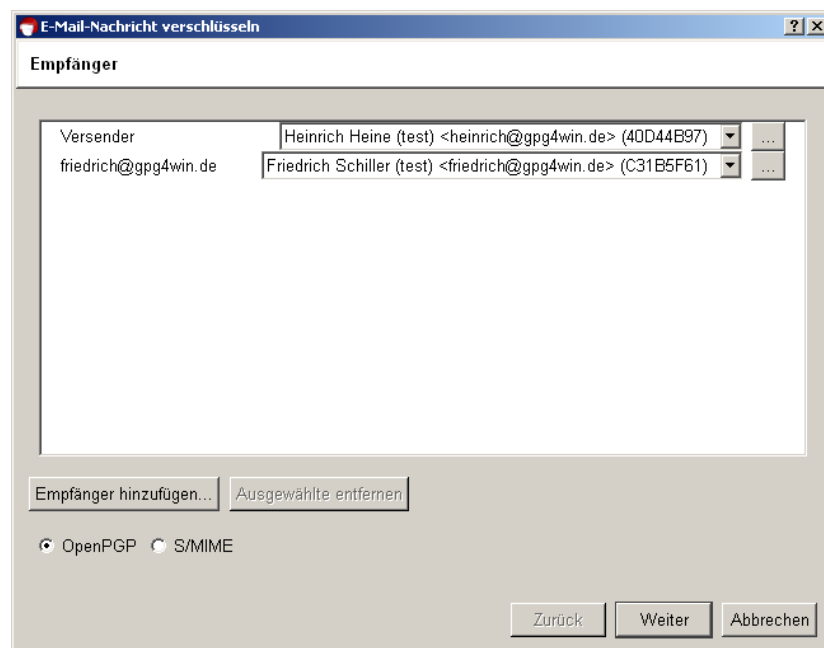 E-Mail-Nachricht verschlüsseln
Empfänger
Versender Heinrich Heine (test) <heinrich@gpg4win.de> (40D44B97) ...
friedrich@gpg4win.de Friedrich Schiller (test) <friedrich@gpg4win.de> (C31B5F61) ...
Empfänger hinzufügen... Ausgewählte entfernen
OpenPGP S/MIME
Zurück Weiter Abbrechen